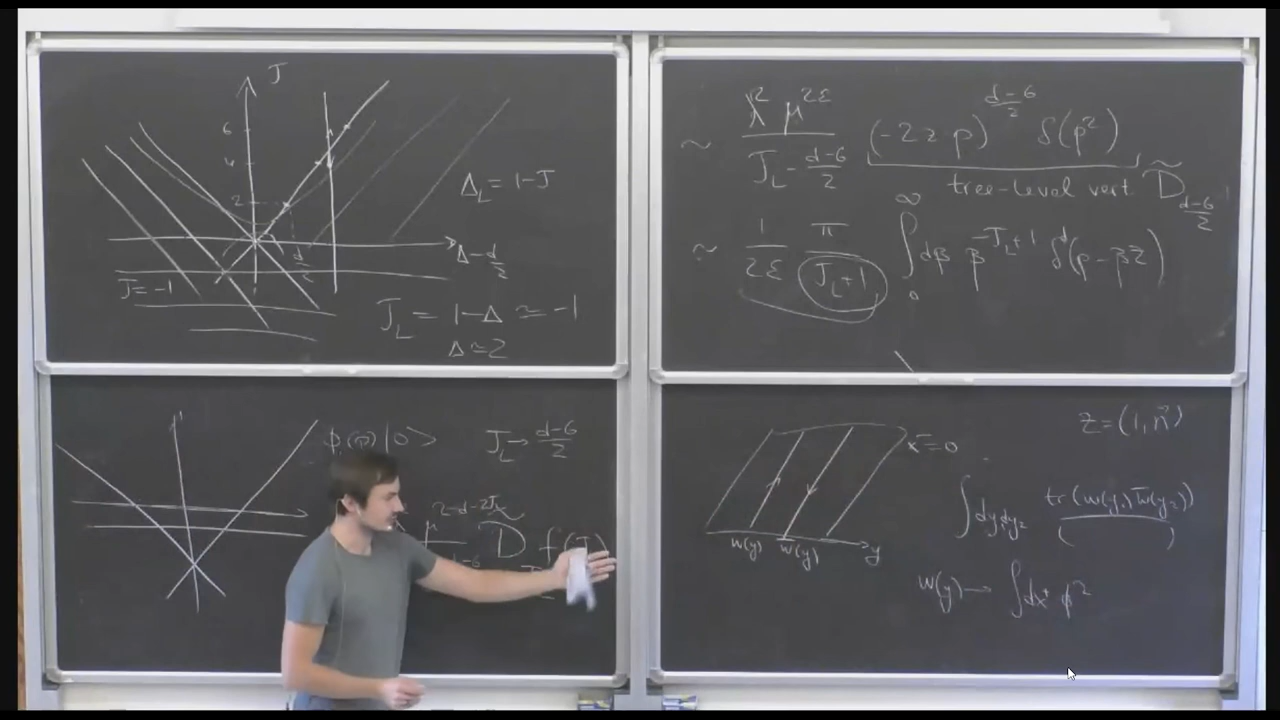 J
6
4
2
Δ_L = 1-J
Δ - d/2
d/2
J = -1
J_L = 1-Δ ≃ -1
Δ ≃ 2
~ λ² μ^{2ε} / (J_L - (d-6)/2) (-2 z p)^{(d-6)/2} δ(p²)
tree-level vert D̃_{(d-6)/2}
≈ 1/(2ε) π/(J_L+1) ∫_0^∞ dβ β^{-J_L+1} δ^d(p-βz)
|0> J_L → (d-6)/2
D f(J
z = (1, n⃗)
x⁻ = 0
∫ dy₁ dy₂ tr(w(y₁) w̄(y₂)) / ( )
w(y) w̄(y) y
w(y) → ∫ dx⁺ φ²